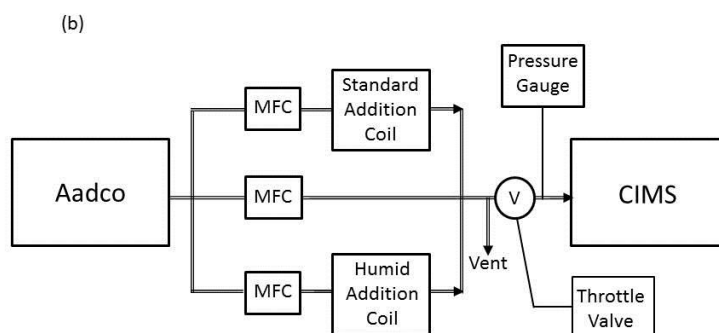 (b)
Pressure
Gauge
MFC
Standard
Addition
Coil
Aadco
MFC
V
CIMS
Vent
MFC
Humid
Addition
Coil
Throttle
Valve